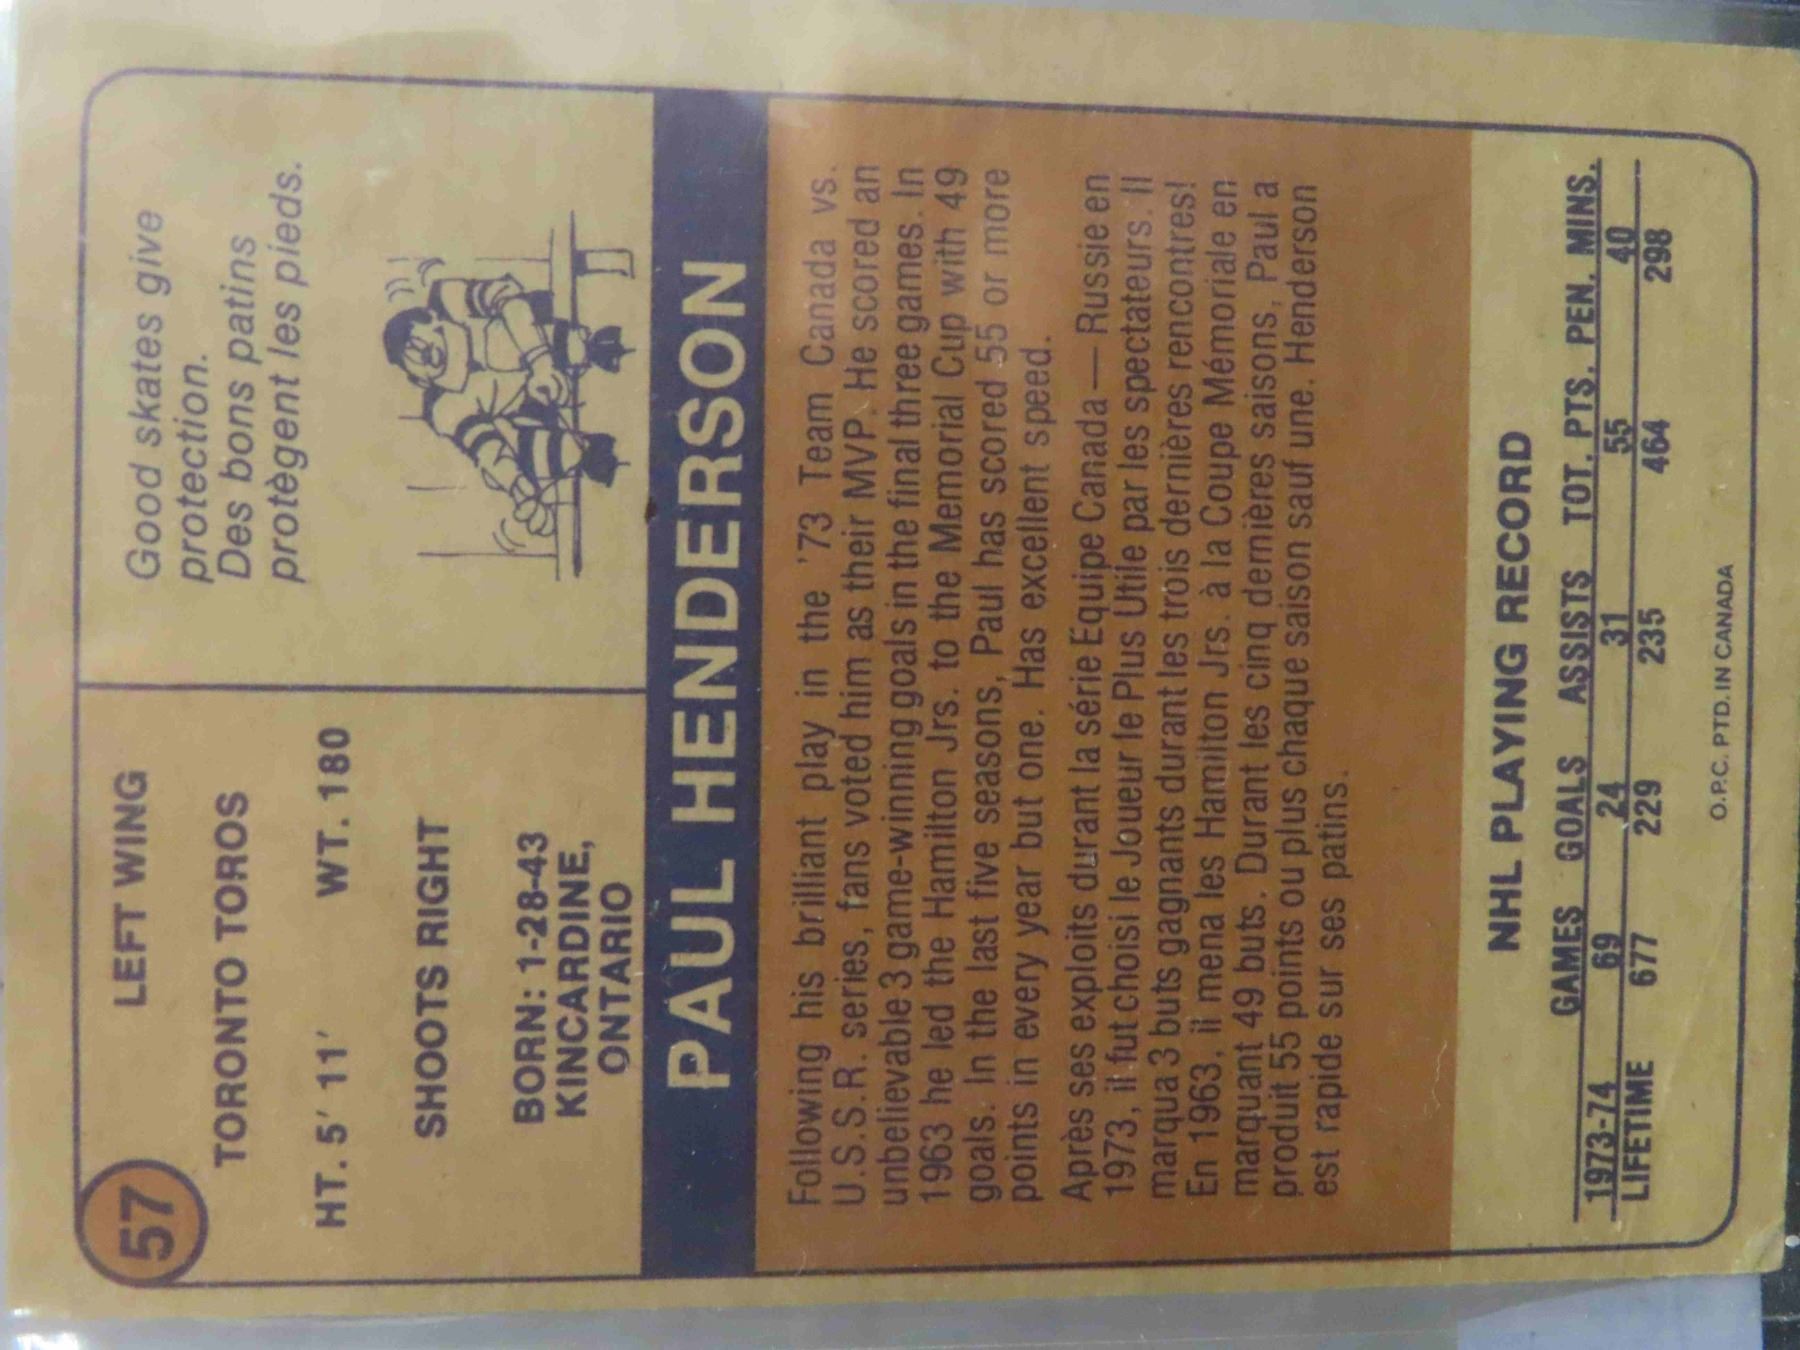 57
LEFT WING
TORONTO TOROS
HT. 5' 11' WT. 180
SHOOTS RIGHT
BORN: 1-28-43
KINCARDINE,
ONTARIO
Good skates give
protection.
Des bons patins
protègent les pieds.
PAUL HENDERSON
Following his brilliant play in the '73 Team Canada vs.
U.S.S.R. series, fans voted him as their MVP. He scored an
unbelievable 3 game-winning goals in the final three games. In
1963 he led the Hamilton Jrs. to the Memorial Cup with 49
goals. In the last five seasons, Paul has scored 55 or more
points in every year but one. Has excellent speed.
Après ses exploits durant la série Equipe Canada — Russie en
1973, il fut choisi le Joueur le Plus Utile par les spectateurs. Il
marqua 3 buts gagnants durant les trois dernières rencontres!
En 1963, il mena les Hamilton Jrs. à la Coupe Mémoriale en
marquant 49 buts. Durant les cinq dernières saisons, Paul a
produit 55 points ou plus chaque saison sauf une. Henderson
est rapide sur ses patins.
NHL PLAYING RECORD
GAMES GOALS ASSISTS TOT. PTS. PEN. MINS.
1973-74 69 24 31 55 40
LIFETIME 677 229 235 464 298
O.P.C. PTD. IN CANADA